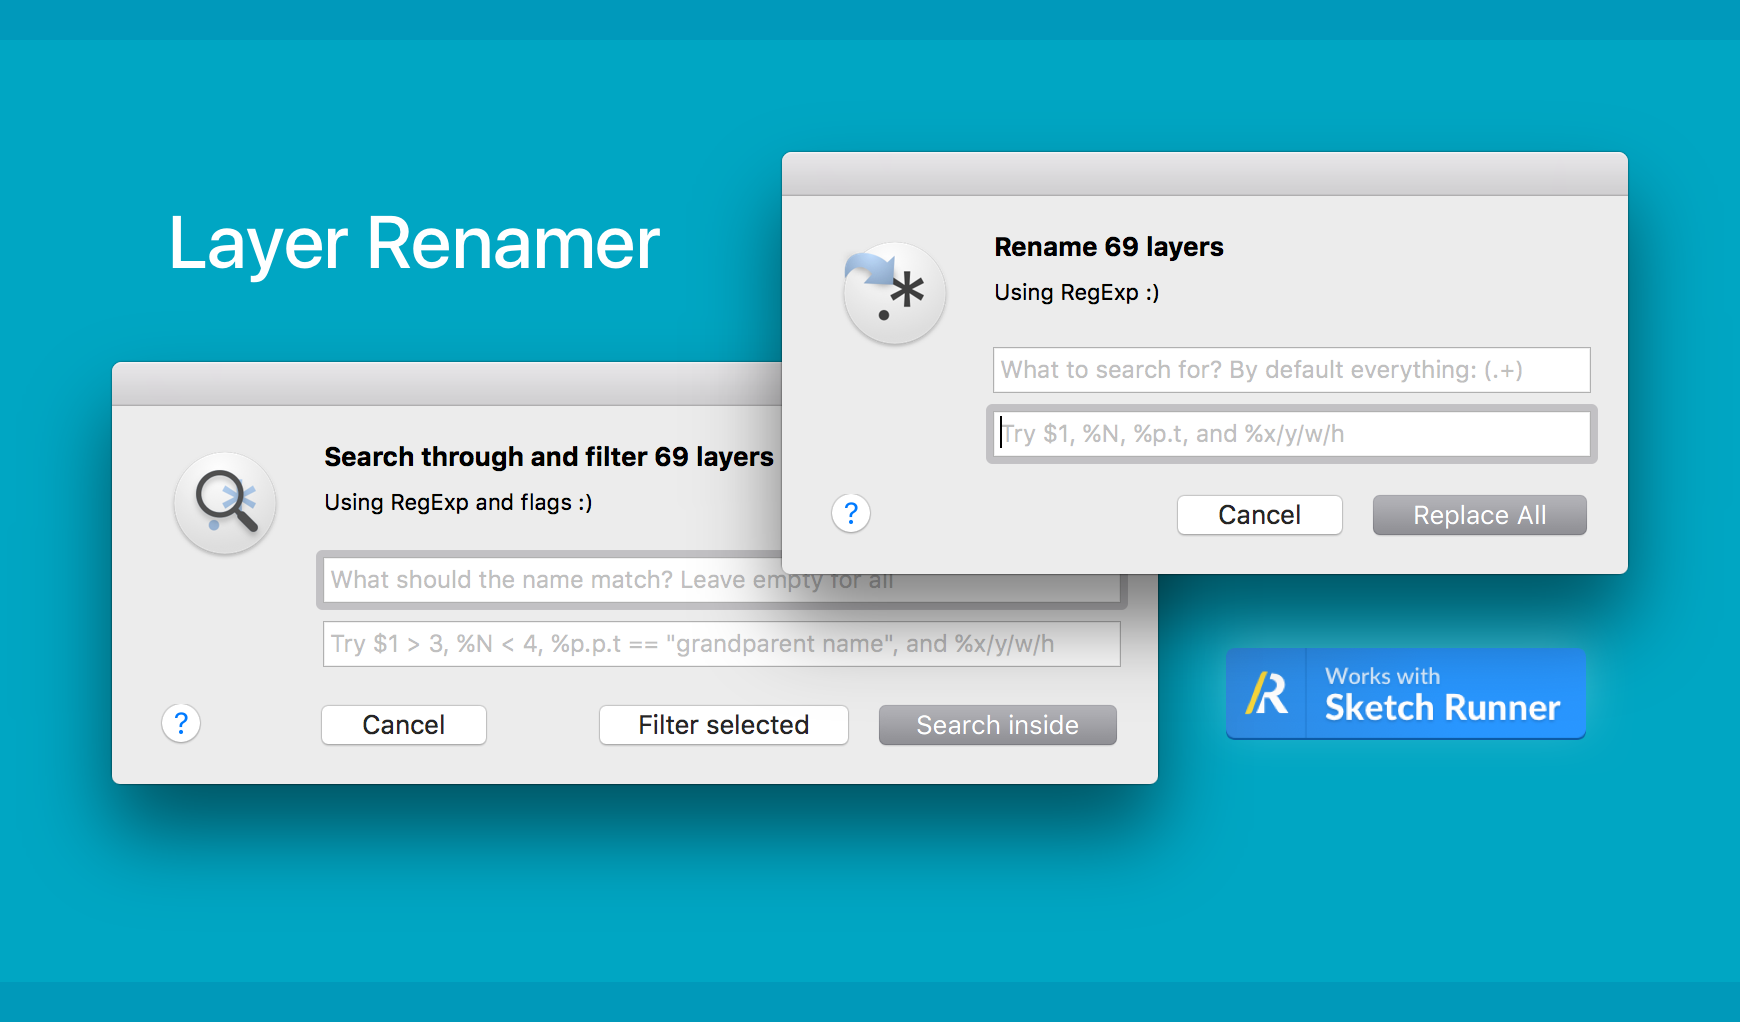 Layer Renamer
Rename 69 layers
Using RegExp :)
What to search for? By default everything: (.+)
Try $1, %N, %p.t, and %x/y/w/h
?
Cancel
Replace All
Search through and filter 69 layers
Using RegExp and flags :)
What should the name match? Leave empty for all
Try $1 > 3, %N < 4, %p.p.t == "grandparent name", and %x/y/w/h
?
Cancel
Filter selected
Search inside
Works with
Sketch Runner